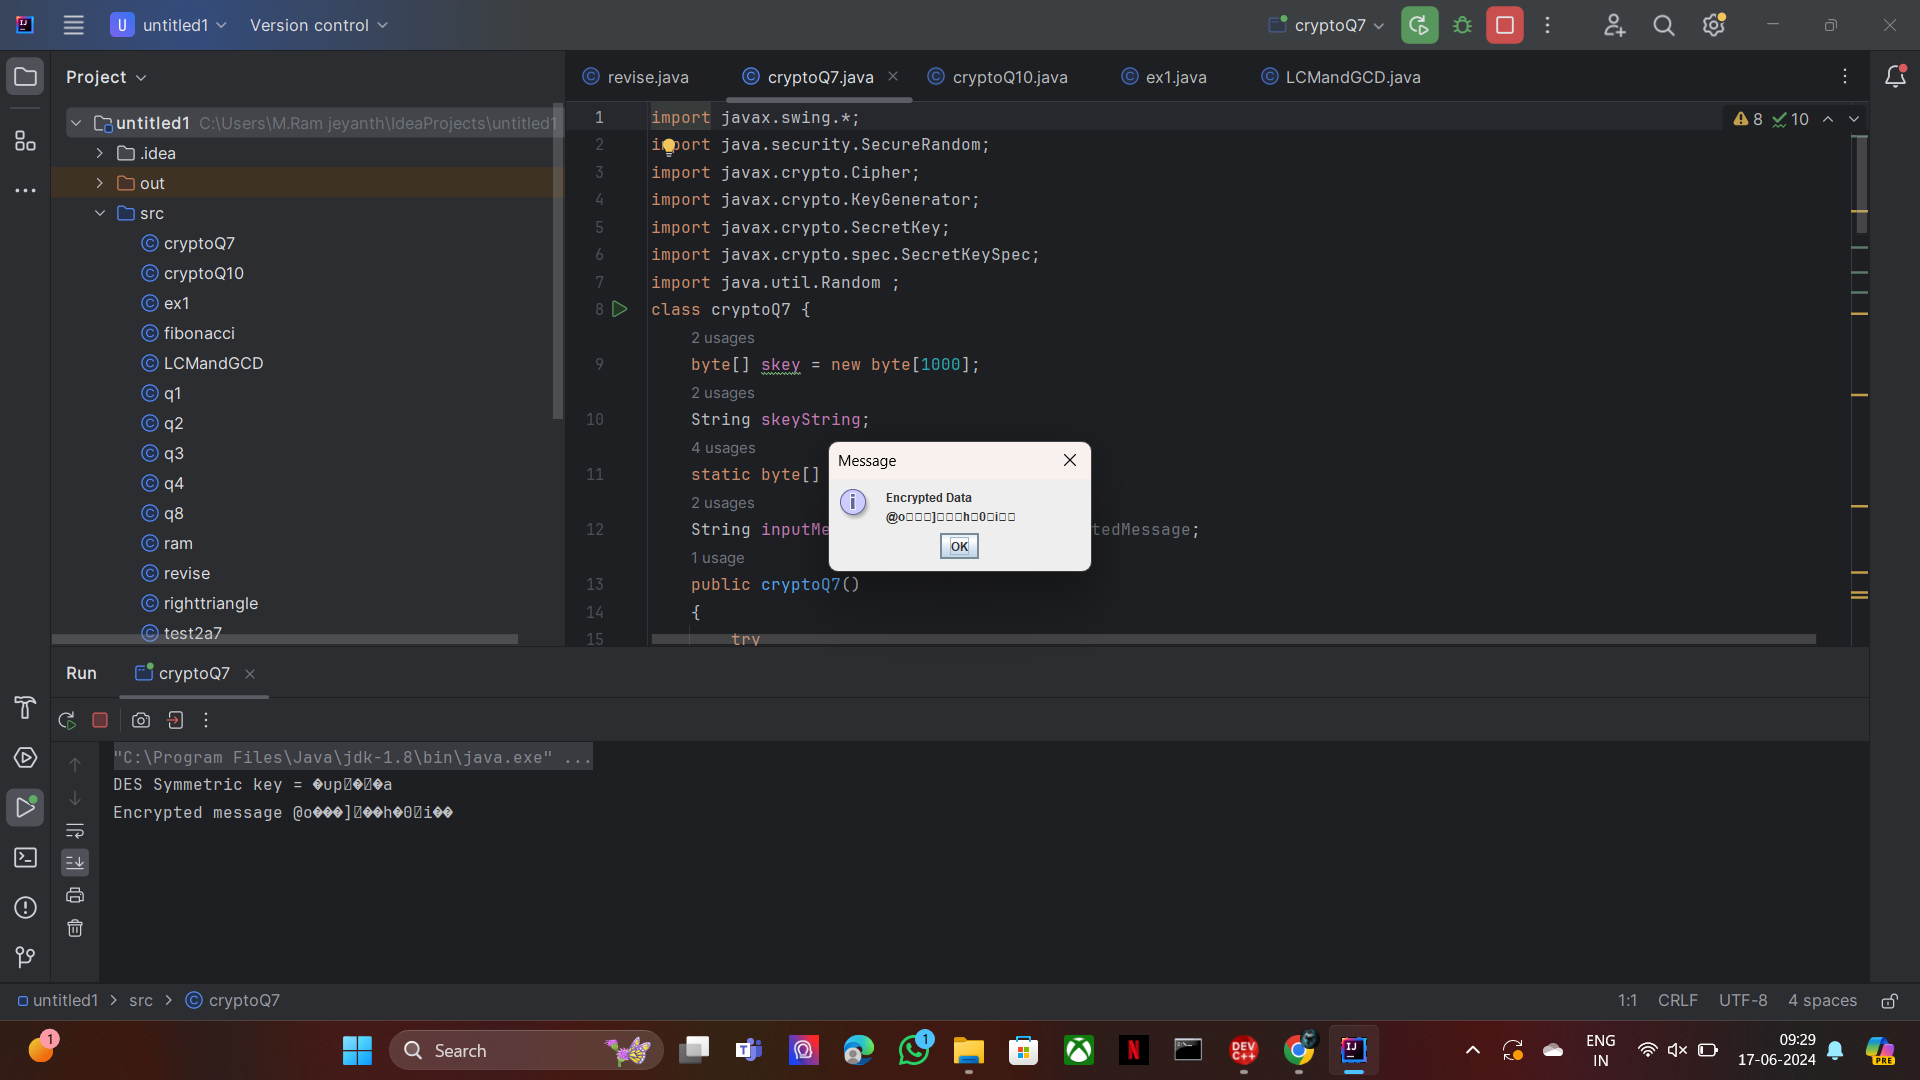 U untitled1 Version control cryptoQ7
Project
revise.java cryptoQ7.java cryptoQ10.java ex1.java LCMandGCD.java
untitled1 C:\Users\M.Ram jeyanth\IdeaProjects\untitled1
.idea
out
src
cryptoQ7
cryptoQ10
ex1
fibonacci
LCMandGCD
q1
q2
q3
q4
q8
ram
revise
righttriangle
test2a7
8 10
1 import javax.swing.*;
2 import java.security.SecureRandom;
3 import javax.crypto.Cipher;
4 import javax.crypto.KeyGenerator;
5 import javax.crypto.SecretKey;
6 import javax.crypto.spec.SecretKeySpec;
7 import java.util.Random ;
8 class cryptoQ7 {
2 usages
9 byte[] skey = new byte[1000];
2 usages
10 String skeyString;
4 usages
11 static byte[]
2 usages
12 String inputMe tedMessage;
1 usage
13 public cryptoQ7()
14 {
15 try
Message
Encrypted Data
@o□□□]□□□h□0□i□□
OK
Run cryptoQ7
"C:\Program Files\Java\jdk-1.8\bin\java.exe" ...
DES Symmetric key = �up���a
Encrypted message @o���]���h�0�i��
untitled1 > src > cryptoQ7
1:1 CRLF UTF-8 4 spaces
1
Search
T
1
N
DEV
C++
IJ
ENG
IN
09:29
17-06-2024
PRE